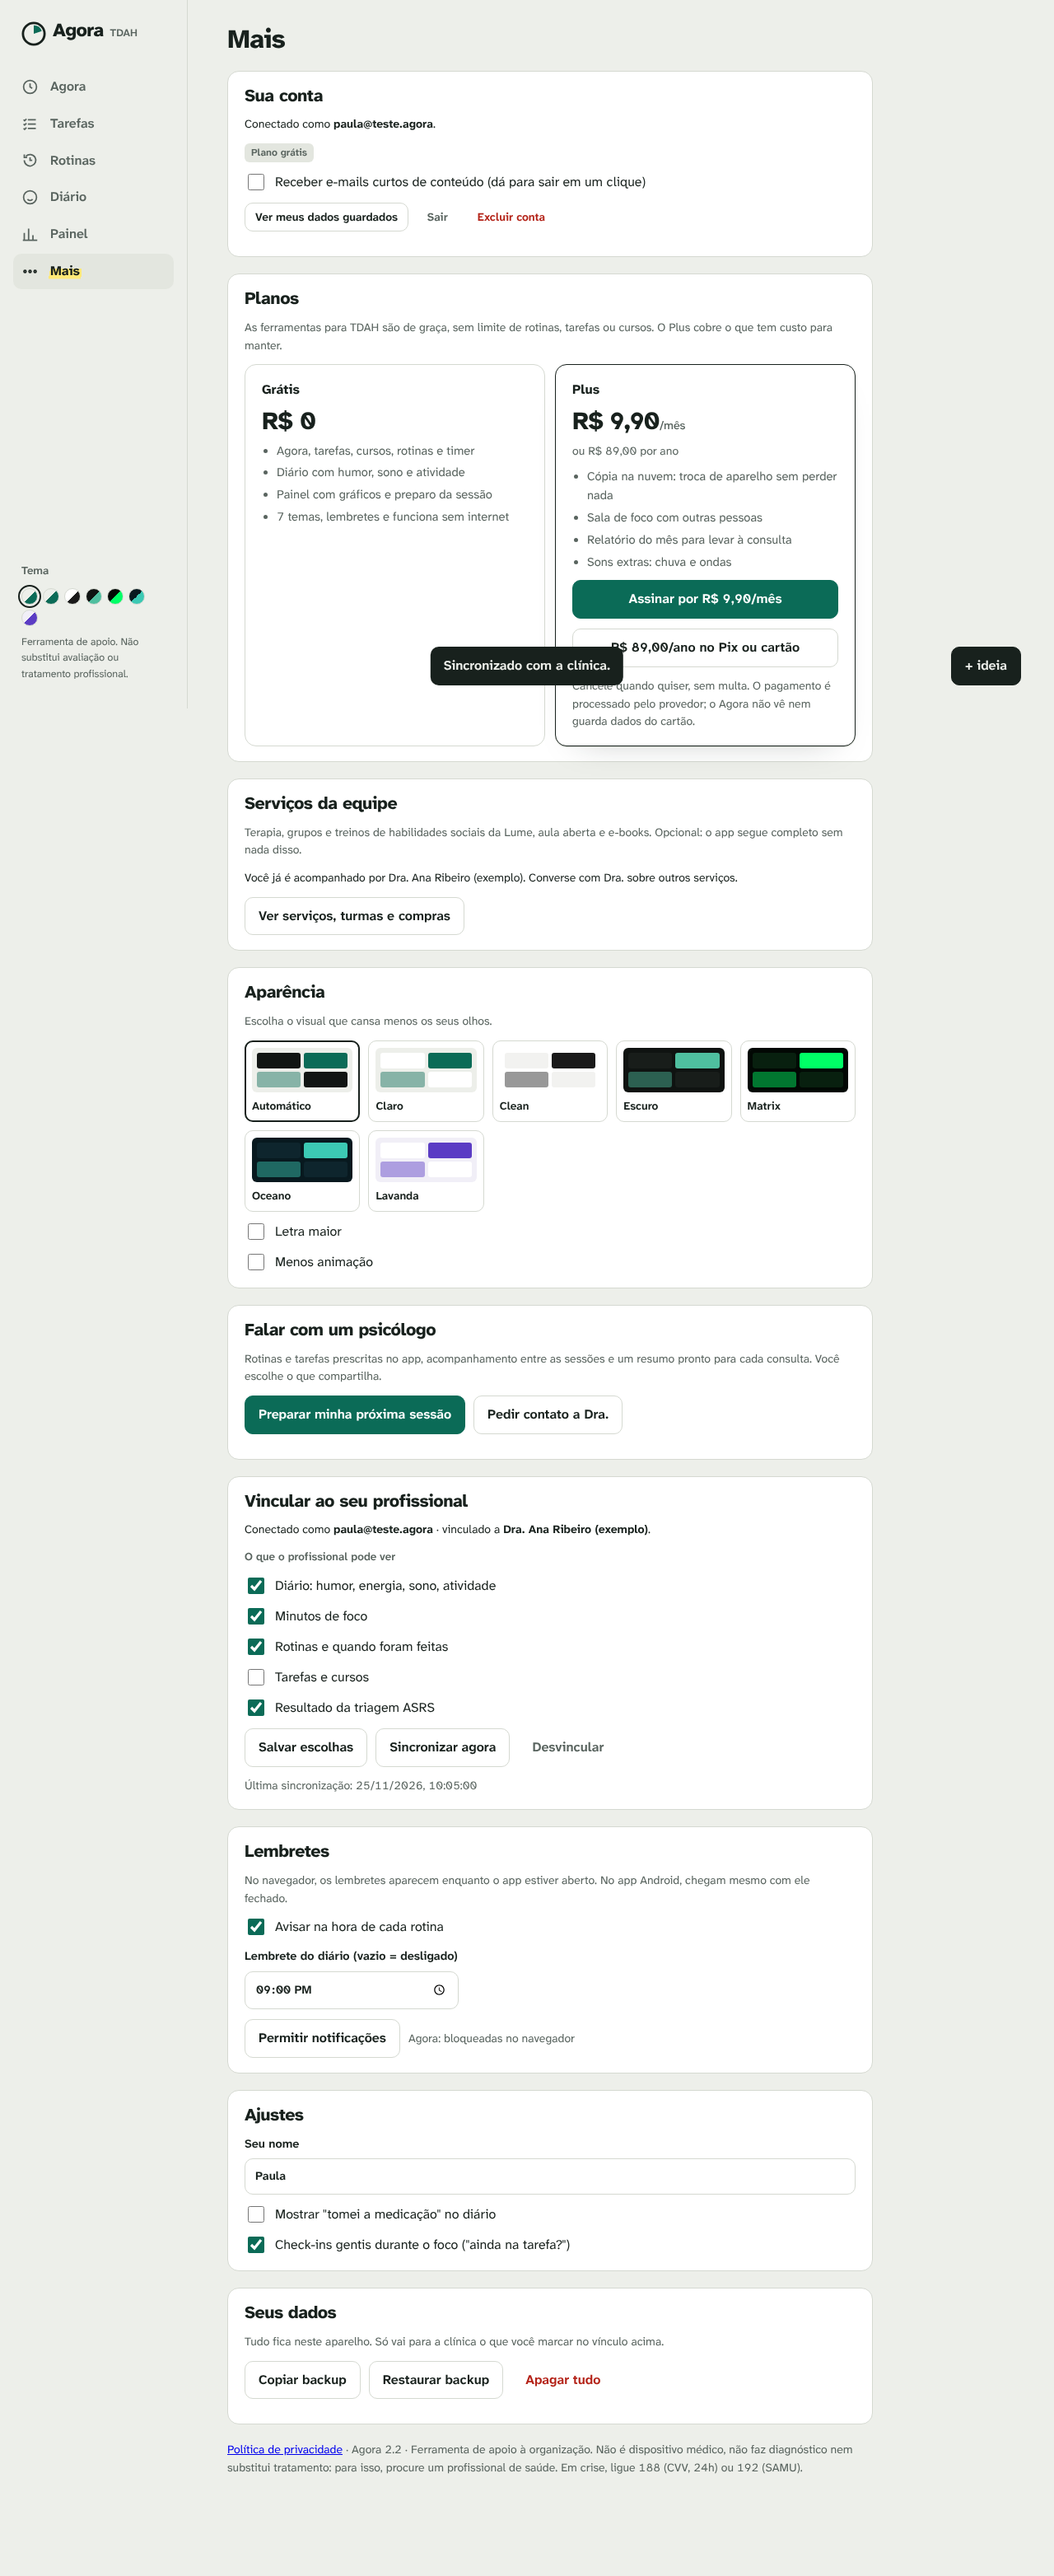 Agora TDAH
Agora
Tarefas
Rotinas
Diário
Painel
Mais
Tema
Ferramenta de apoio. Não
substitui avaliação ou
tratamento profissional.
Mais
Sua conta
Conectado como paula@teste.agora.
Plano grátis
Receber e-mails curtos de conteúdo (dá para sair em um clique)
Ver meus dados guardados
Sair
Excluir conta
Planos
As ferramentas para TDAH são de graça, sem limite de rotinas, tarefas ou cursos. O Plus cobre o que tem custo para
manter.
Grátis
R$ 0
• Agora, tarefas, cursos, rotinas e timer
• Diário com humor, sono e atividade
• Painel com gráficos e preparo da sessão
• 7 temas, lembretes e funciona sem internet
Plus
R$ 9,90/mês
ou R$ 89,00 por ano
• Cópia na nuvem: troca de aparelho sem perder
nada
• Sala de foco com outras pessoas
• Relatório do mês para levar à consulta
• Sons extras: chuva e ondas
Assinar por R$ 9,90/mês
R$ 89,00/ano no Pix ou cartão
Sincronizado com a clínica.
+ ideia
Cancele quando quiser, sem multa. O pagamento é
processado pelo provedor; o Agora não vê nem
guarda dados do cartão.
Serviços da equipe
Terapia, grupos e treinos de habilidades sociais da Lume, aula aberta e e-books. Opcional: o app segue completo sem
nada disso.
Você já é acompanhado por Dra. Ana Ribeiro (exemplo). Converse com Dra. sobre outros serviços.
Ver serviços, turmas e compras
Aparência
Escolha o visual que cansa menos os seus olhos.
Automático
Claro
Clean
Escuro
Matrix
Oceano
Lavanda
Letra maior
Menos animação
Falar com um psicólogo
Rotinas e tarefas prescritas no app, acompanhamento entre as sessões e um resumo pronto para cada consulta. Você
escolhe o que compartilha.
Preparar minha próxima sessão
Pedir contato a Dra.
Vincular ao seu profissional
Conectado como paula@teste.agora · vinculado a Dra. Ana Ribeiro (exemplo).
O que o profissional pode ver
Diário: humor, energia, sono, atividade
Minutos de foco
Rotinas e quando foram feitas
Tarefas e cursos
Resultado da triagem ASRS
Salvar escolhas
Sincronizar agora
Desvincular
Última sincronização: 25/11/2026, 10:05:00
Lembretes
No navegador, os lembretes aparecem enquanto o app estiver aberto. No app Android, chegam mesmo com ele
fechado.
Avisar na hora de cada rotina
Lembrete do diário (vazio = desligado)
09:00 PM
Permitir notificações
Agora: bloqueadas no navegador
Ajustes
Seu nome
Paula
Mostrar "tomei a medicação" no diário
Check-ins gentis durante o foco ("ainda na tarefa?")
Seus dados
Tudo fica neste aparelho. Só vai para a clínica o que você marcar no vínculo acima.
Copiar backup
Restaurar backup
Apagar tudo
Política de privacidade · Agora 2.2 · Ferramenta de apoio à organização. Não é dispositivo médico, não faz diagnóstico nem
substitui tratamento: para isso, procure um profissional de saúde. Em crise, ligue 188 (CVV, 24h) ou 192 (SAMU).